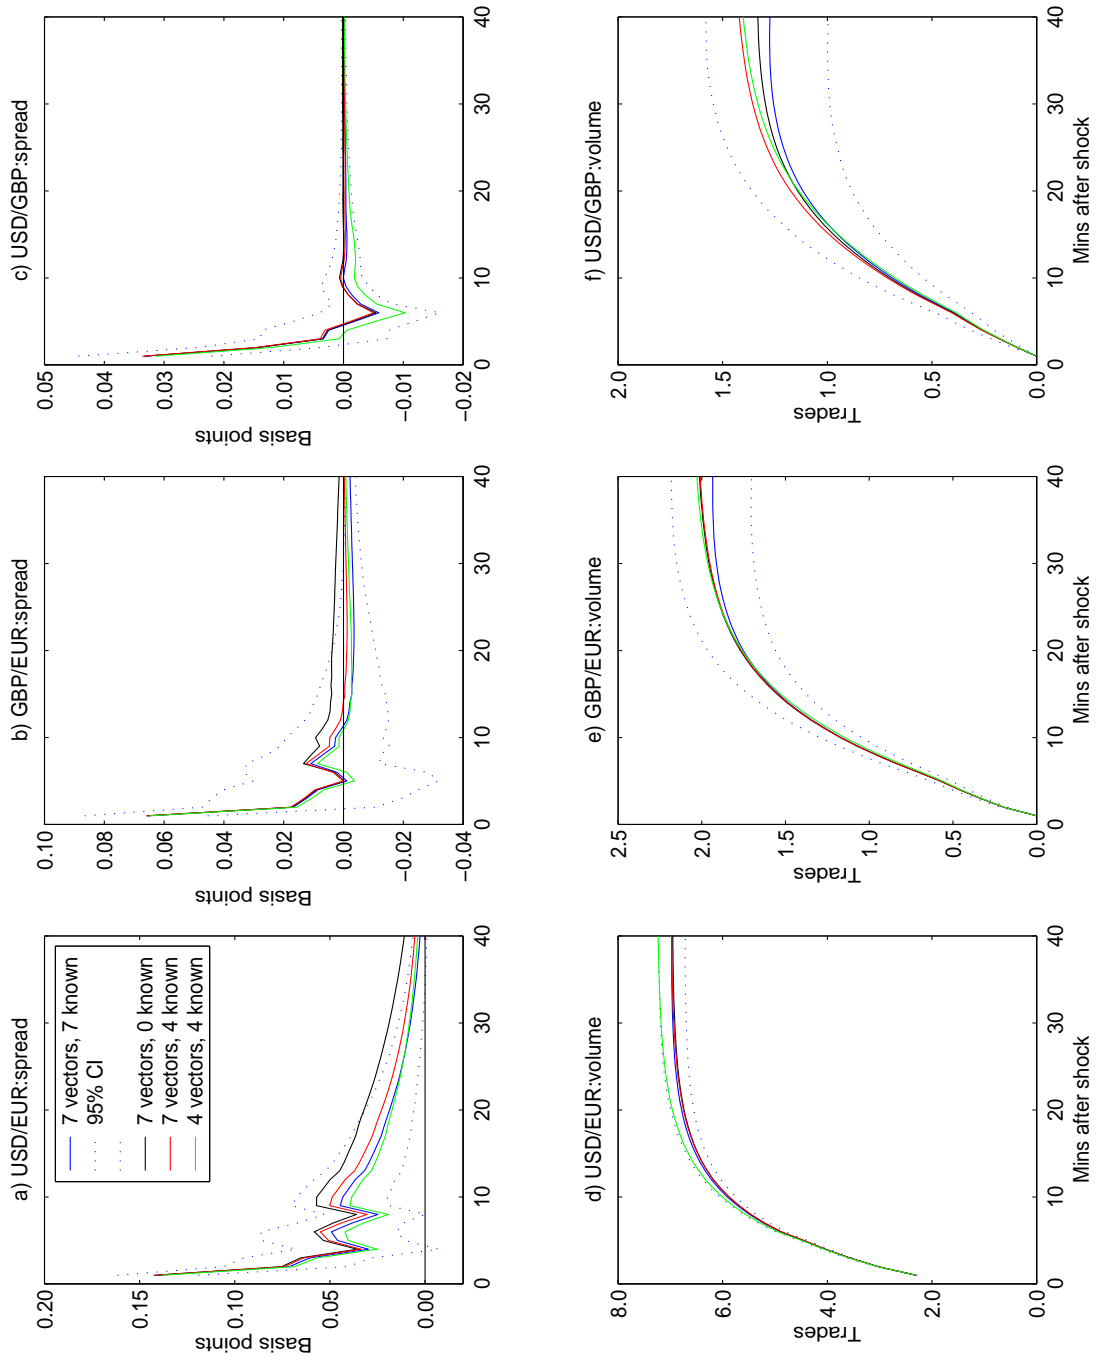 a) USD/EUR:spread
Basis points
0.20
0.15
0.10
0.05
0.00
0 10 20 30 40
7 vectors, 7 known
95% CI
7 vectors, 0 known
7 vectors, 4 known
4 vectors, 4 known
b) GBP/EUR:spread
Basis points
0.10
0.08
0.06
0.04
0.02
0.00
−0.02
−0.04
0 10 20 30 40
c) USD/GBP:spread
Basis points
0.05
0.04
0.03
0.02
0.01
0.00
−0.01
−0.02
0 10 20 30 40
d) USD/EUR:volume
Trades
8.0
6.0
4.0
2.0
0.0
0 10 20 30 40
Mins after shock
e) GBP/EUR:volume
Trades
2.5
2.0
1.5
1.0
0.5
0.0
0 10 20 30 40
Mins after shock
f) USD/GBP:volume
Trades
2.0
1.5
1.0
0.5
0.0
0 10 20 30 40
Mins after shock